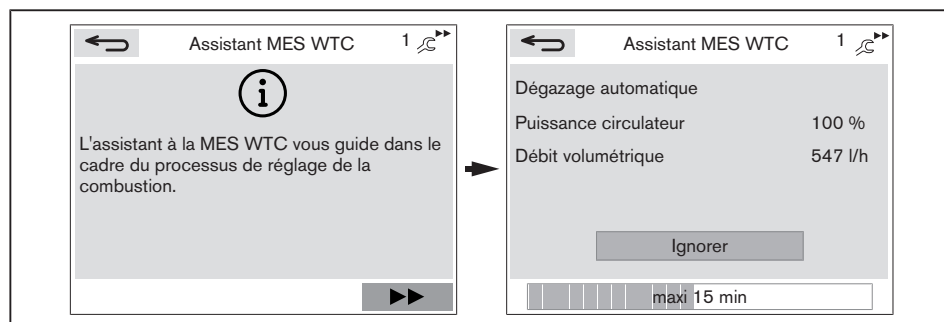 Assistant MES WTC 1
L'assistant à la MES WTC vous guide dans le
cadre du processus de réglage de la
combustion.
Assistant MES WTC 1
Dégazage automatique
Puissance circulateur 100 %
Débit volumétrique 547 l/h
Ignorer
maxi 15 min